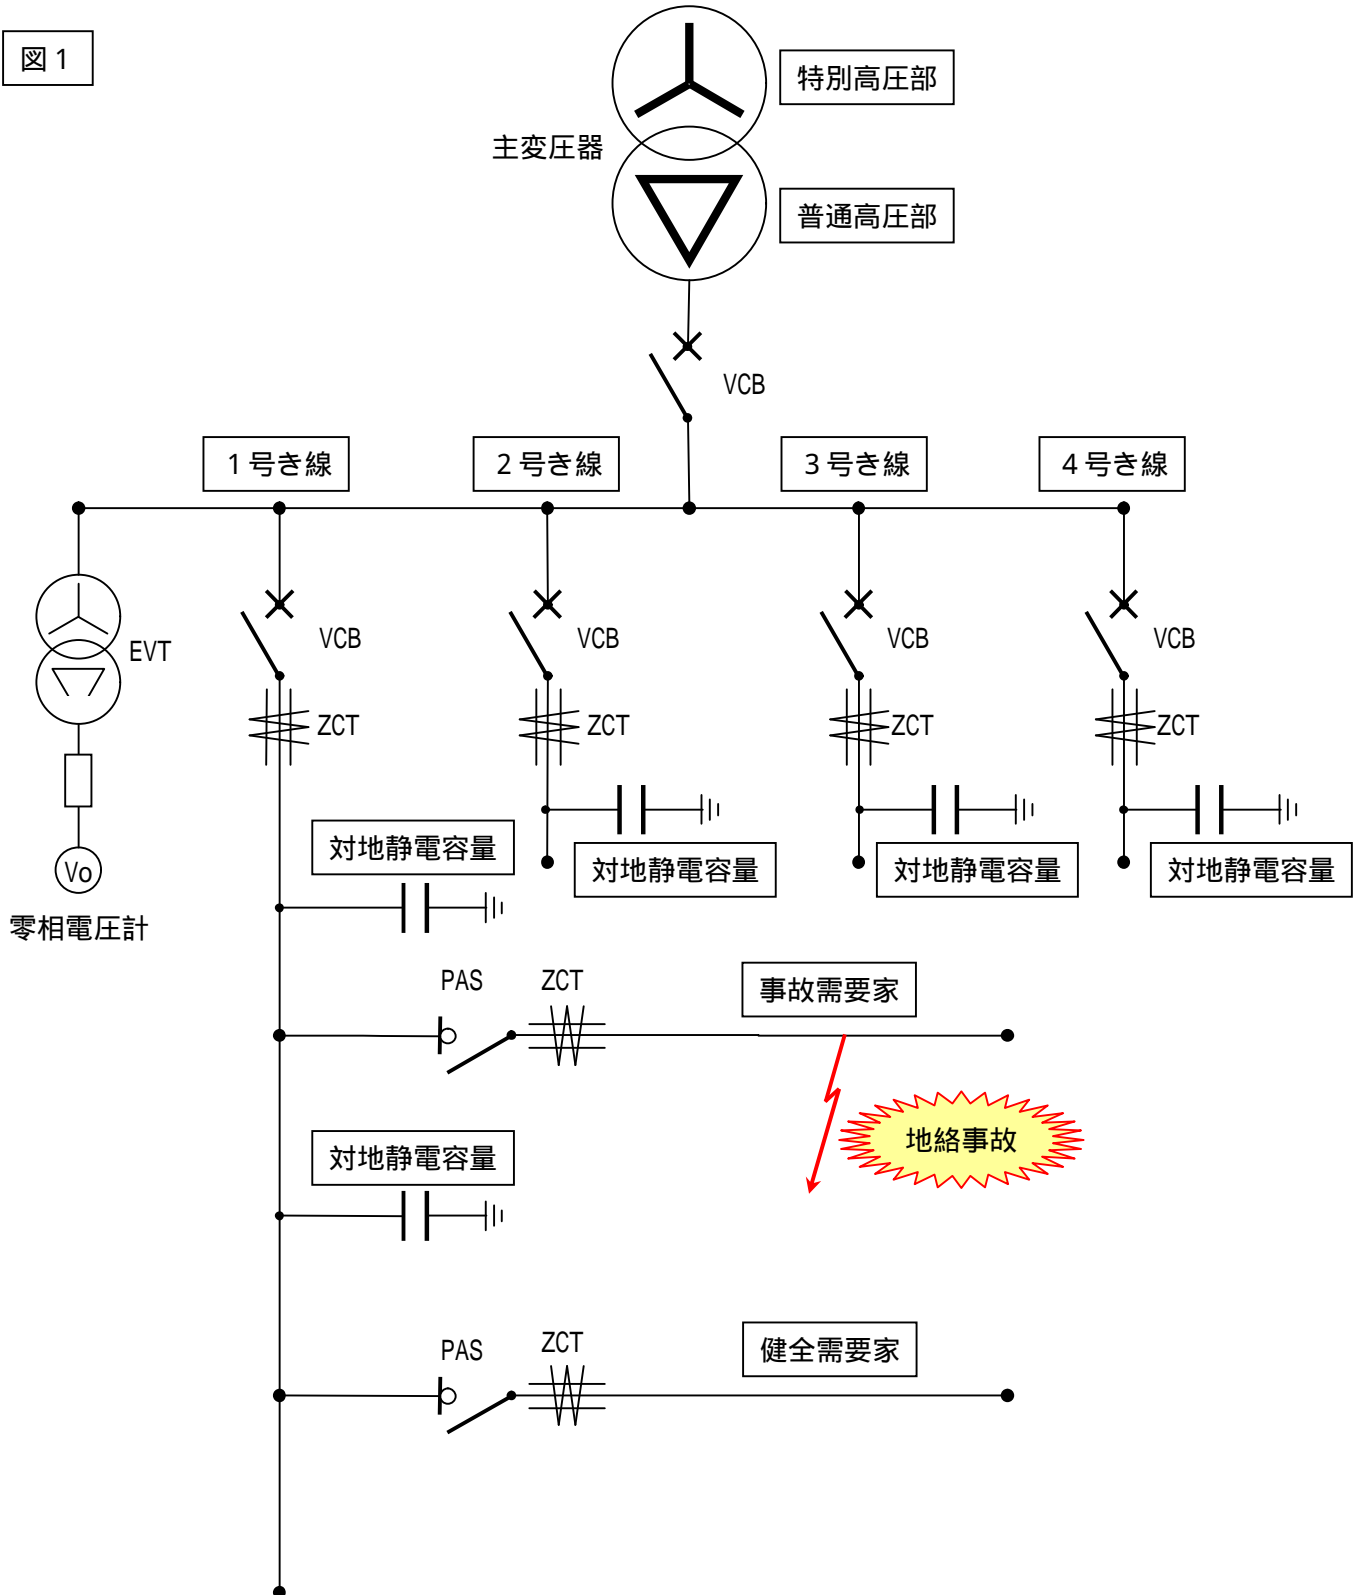 図1
特別高圧部
主変圧器
普通高圧部
VCB
1号き線
2号き線
3号き線
4号き線
EVT
VCB
VCB
VCB
VCB
ZCT
ZCT
ZCT
ZCT
対地静電容量
対地静電容量
対地静電容量
対地静電容量
Vo
零相電圧計
PAS
ZCT
事故需要家
地絡事故
対地静電容量
PAS
ZCT
健全需要家